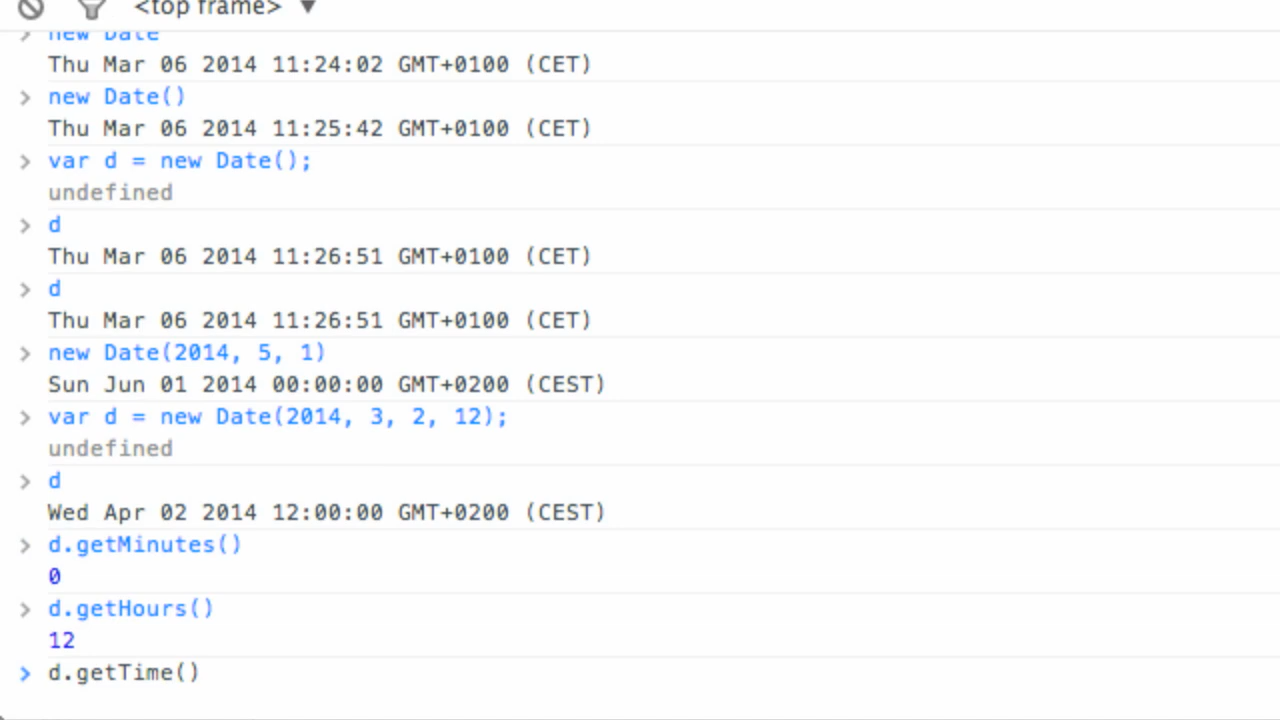 <top frame> ▼
> new Date
Thu Mar 06 2014 11:24:02 GMT+0100 (CET)
> new Date()
Thu Mar 06 2014 11:25:42 GMT+0100 (CET)
> var d = new Date();
undefined
> d
Thu Mar 06 2014 11:26:51 GMT+0100 (CET)
> d
Thu Mar 06 2014 11:26:51 GMT+0100 (CET)
> new Date(2014, 5, 1)
Sun Jun 01 2014 00:00:00 GMT+0200 (CEST)
> var d = new Date(2014, 3, 2, 12);
undefined
> d
Wed Apr 02 2014 12:00:00 GMT+0200 (CEST)
> d.getMinutes()
0
> d.getHours()
12
> d.getTime()